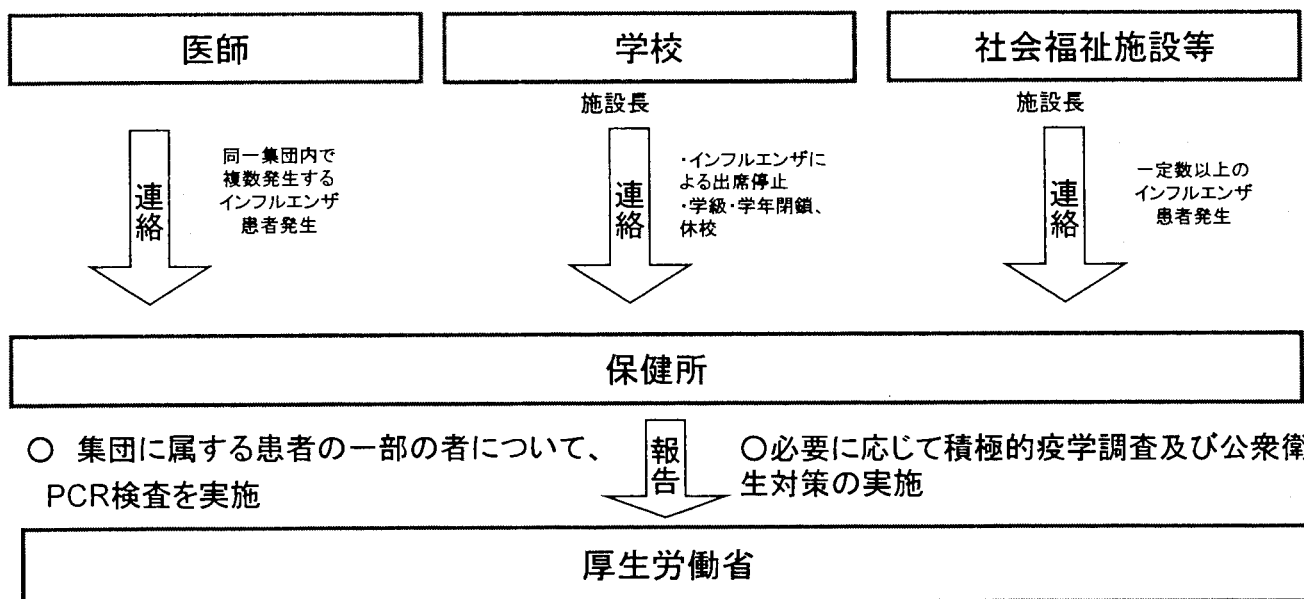 医師
学校
社会福祉施設等
施設長
施設長
連絡
同一集団内で
複数発生する
インフルエンザ
患者発生
連絡
・インフルエンザに
よる出席停止
・学級・学年閉鎖、
休校
連絡
一定数以上の
インフルエンザ
患者発生
保健所
○ 集団に属する患者の一部の者について、
PCR検査を実施
報告
○必要に応じて積極的疫学調査及び公衆衛
生対策の実施
厚生労働省